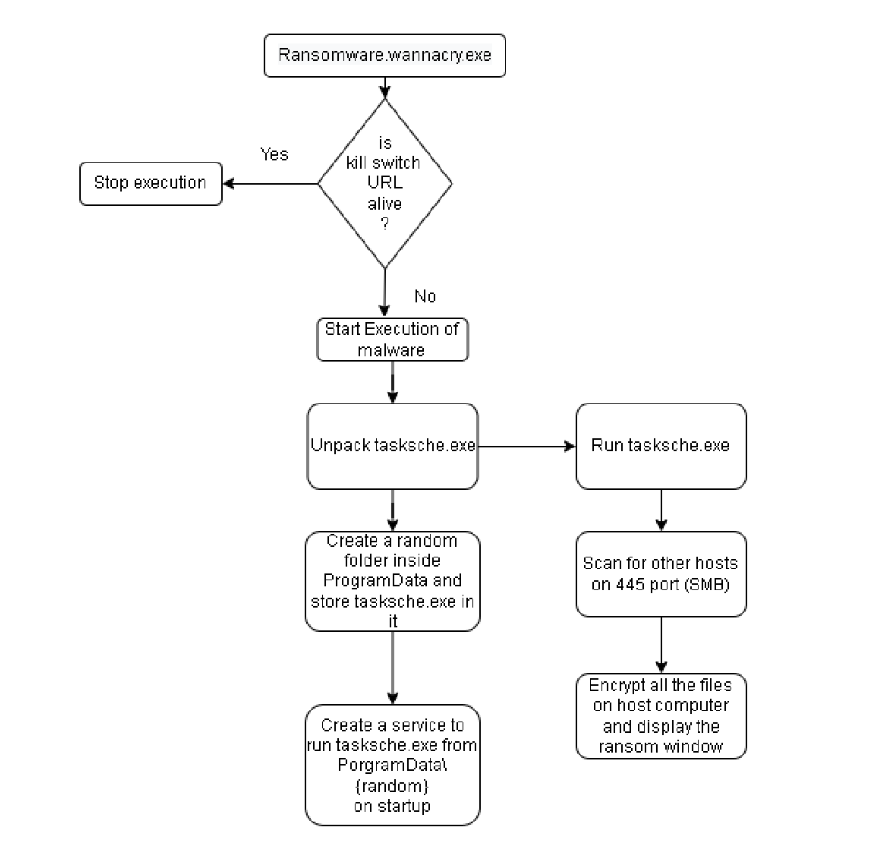 Ransomware.wannacry.exe
is
kill switch
URL
alive
?
Yes
Stop execution
No
Start Execution of
malware
Unpack tasksche.exe
Run tasksche.exe
Create a random
folder inside
ProgramData and
store tasksche.exe in
it
Scan for other hosts
on 445 port (SMB)
Create a service to
run tasksche.exe from
PorgramData\
{random}
on startup
Encrypt all the files
on host computer
and display the
ransom window